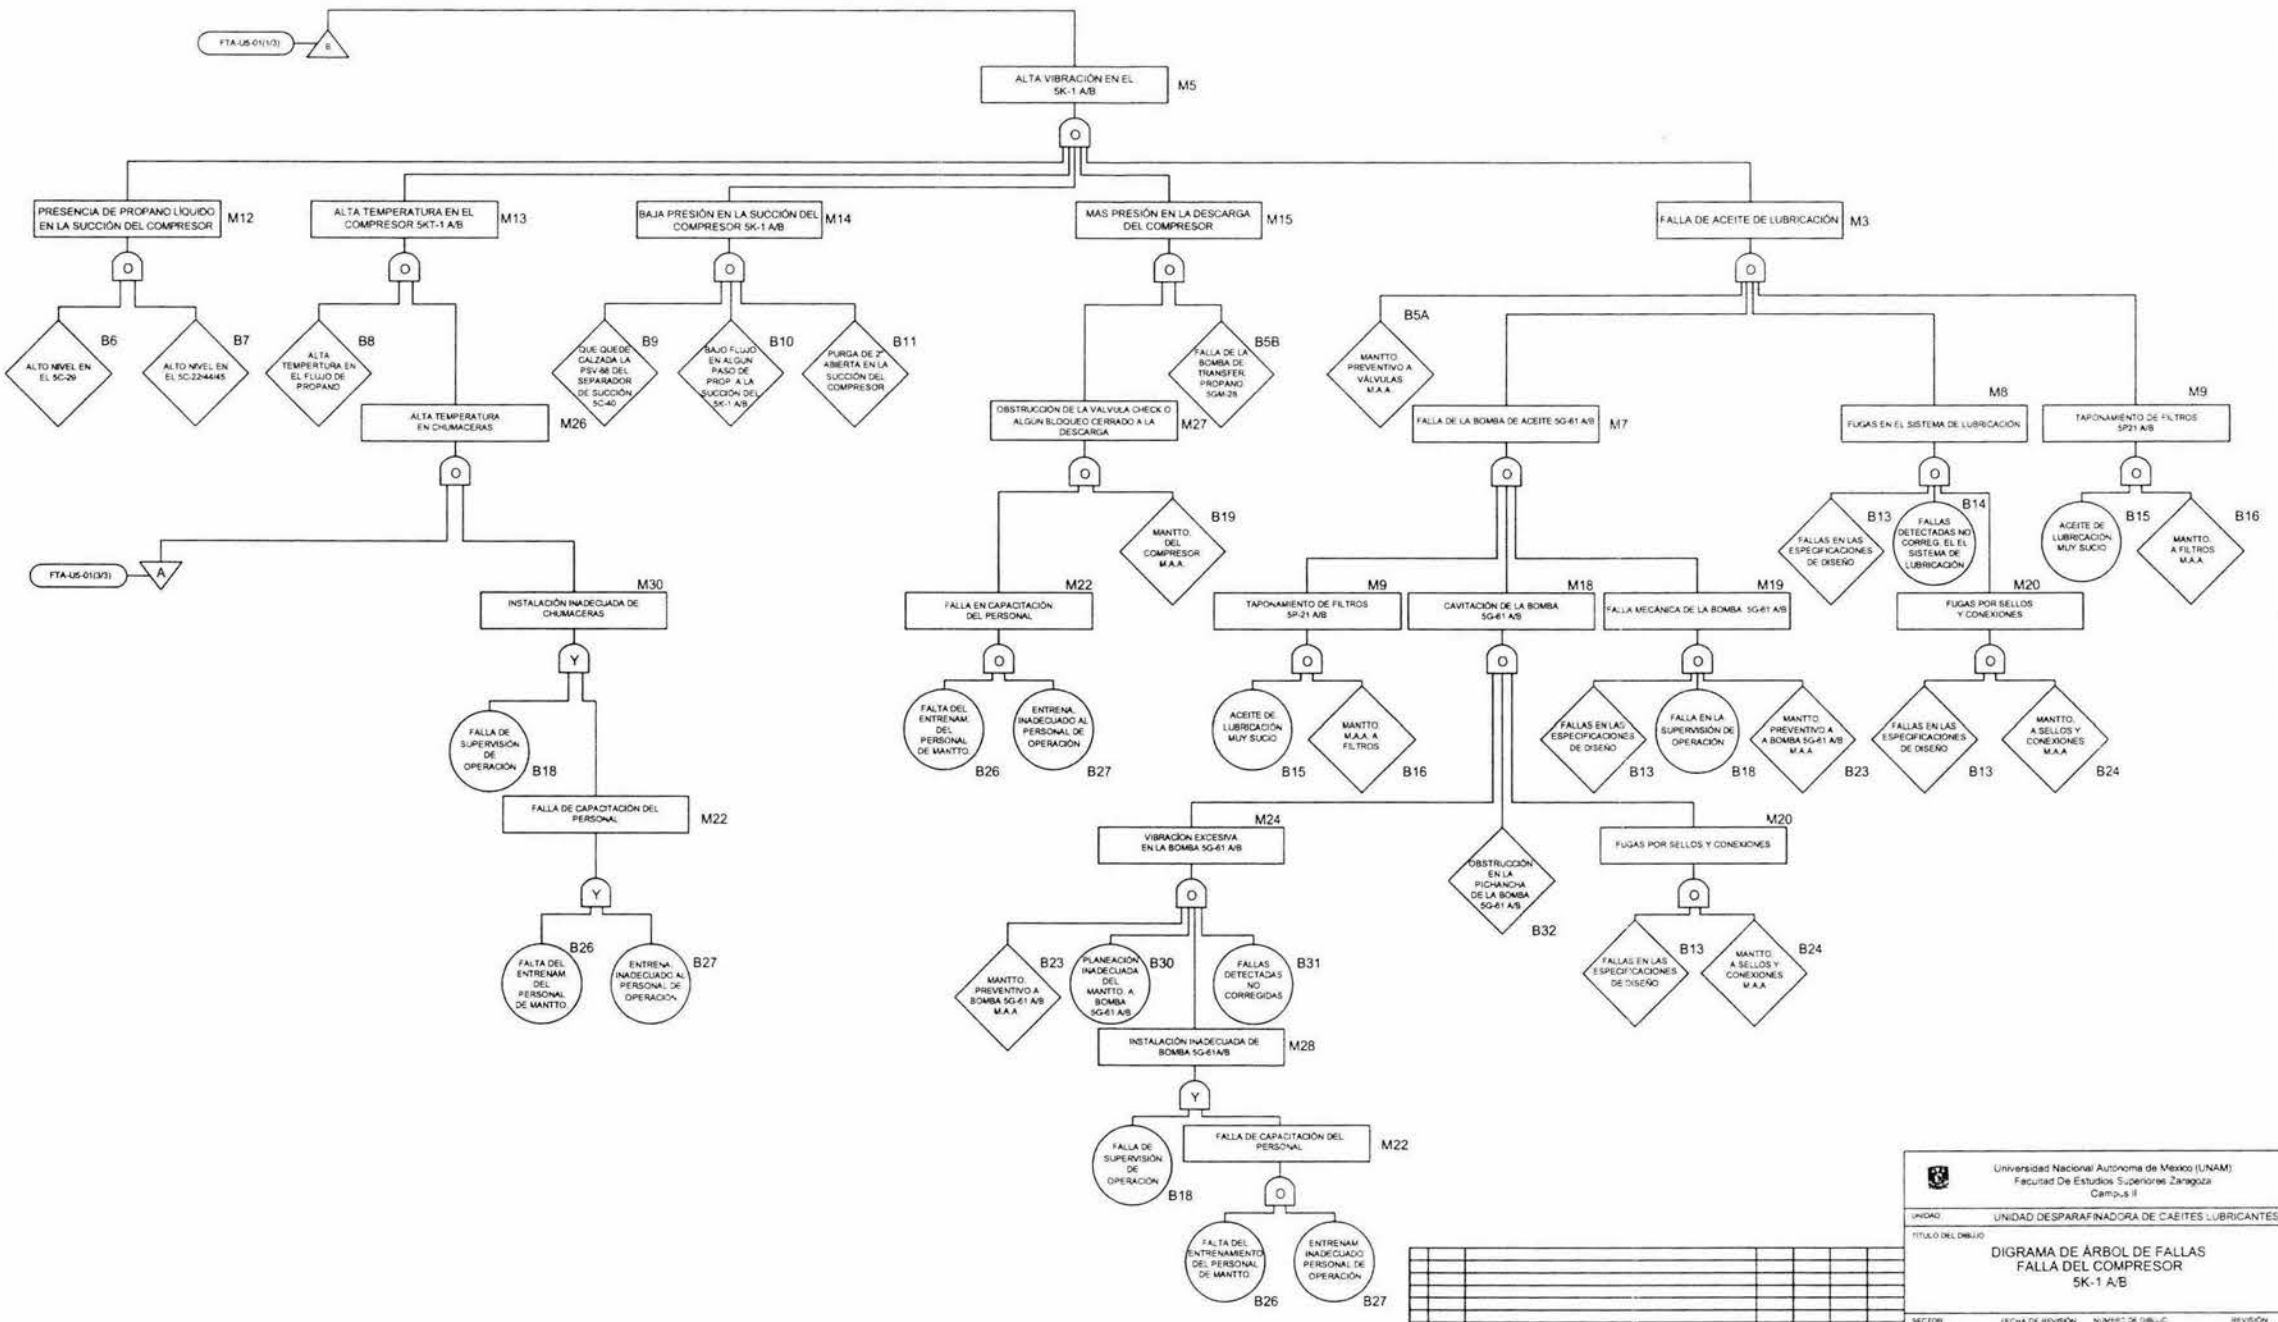 FTA-U5-01(1/3)
B
ALTA VIBRACIÓN EN EL
5K-1 A/B
M5
O
PRESENCIA DE PROPANO LÍQUIDO
EN LA SUCCIÓN DEL COMPRESOR
M12
ALTA TEMPERATURA EN EL
COMPRESOR 5KT-1 A/B
M13
BAJA PRESIÓN EN LA SUCCIÓN DEL
COMPRESOR 5K-1 A/B
M14
MAS PRESIÓN EN LA DESCARGA
DEL COMPRESOR
M15
FALLA DE ACEITE DE LUBRICACIÓN
M3
O
O
O
O
O
ALTO NIVEL EN
EL 5C-29
B6
ALTO NIVEL EN
EL 5C-22/44/45
B7
ALTA
TEMPERTURA EN
EL FLUJO DE
PROPANO
B8
QUE QUEDE
CALZADA LA
PSV-68 DEL
SEPARADOR
DE SUCCIÓN
5C-40
B9
BAJO FLUJO
EN ALGUN
PASO DE
PROP. A LA
SUCCIÓN DEL
5K-1 A/B
B10
PURGA DE 2"
ABIERTA EN LA
SUCCIÓN DEL
COMPRESOR
B11
FALLA DE LA
BOMBA DE
TRANSFER.
PROPANO
5GM-28
B5B
MANTTO.
PREVENTIVO A
VÁLVULAS
M.A.A.
B5A
ALTA TEMPERATURA
EN CHUMACERAS
M26
OBSTRUCCIÓN DE LA VALVULA CHECK O
ALGUN BLOQUEO CERRADO A LA
DESCARGA
M27
FALLA DE LA BOMBA DE ACEITE 5G-61 A/B
M7
FUGAS EN EL SISTEMA DE LUBRICACIÓN
M8
TAPONAMIENTO DE FILTROS
5P21 A/B
M9
O
O
O
O
O
FTA-U5-01(3/3)
A
MANTTO.
DEL
COMPRESOR
M.A.A.
B19
FALLAS EN LAS
ESPECIFICACIONES
DE DISEÑO
B13
FALLAS
DETECTADAS NO
CORREG. EL EL
SISTEMA DE
LUBRICACIÓN
B14
ACEITE DE
LUBRICACIÓN
MUY SUCIO
B15
MANTTO.
A FILTROS
M.A.A.
B16
INSTALACIÓN INADECUADA DE
CHUMACERAS
M30
FALLA EN CAPACITACIÓN
DEL PERSONAL
M22
TAPONAMIENTO DE FILTROS
5P-21 A/B
M9
CAVITACIÓN DE LA BOMBA
5G-61 A/B
M18
FALLA MECÁNICA DE LA BOMBA 5G-61 A/B
M19
FUGAS POR SELLOS
Y CONEXIONES
M20
Y
O
O
O
O
O
FALLA DE
SUPERVISIÓN
DE
OPERACIÓN
B18
FALTA DEL
ENTRENAM.
DEL
PERSONAL
DE MANTTO.
B26
ENTRENA.
INADECUADO AL
PERSONAL DE
OPERACIÓN
B27
ACEITE DE
LUBRICACIÓN
MUY SUCIO
B15
MANTTO.
M.A.A. A
FILTROS
B16
FALLAS EN LAS
ESPECIFICACIONES
DE DISEÑO
B13
FALLA EN LA
SUPERVISIÓN DE
OPERACIÓN
B18
MANTTO.
PREVENTIVO A
A BOMBA 5G-61 A/B
M.A.A.
B23
FALLAS EN LAS
ESPECIFICACIONES
DE DISEÑO
B13
MANTTO.
A SELLOS Y
CONEXIONES
M.A.A
B24
FALLA DE CAPACITACIÓN DEL
PERSONAL
M22
VIBRACÍON EXCESIVA
EN LA BOMBA 5G-61 A/B
M24
OBSTRUCCIÓN
EN LA
PICHANCHA
DE LA BOMBA
5G-61 A/B
B32
FUGAS POR SELLOS Y CONEXIONES
M20
Y
O
O
FALTA DEL
ENTRENAM.
DEL
PERSONAL
DE MANTTO.
B26
ENTRENA.
INADECUADO AL
PERSONAL DE
OPERACIÓN
B27
MANTTO.
PREVENTIVO A
BOMBA 5G-61 A/B
M.A.A.
B23
PLANEACIÓN
INADECUADA
DEL
MANTTO. A
BOMBA
5G-61 A/B
B30
FALLAS
DETECTADAS
NO
CORREGIDAS
B31
FALLAS EN LAS
ESPECIFICACIONES
DE DISEÑO
B13
MANTTO.
A SELLOS Y
CONEXIONES
M.A.A.
B24
INSTALACIÓN INADECUADA DE
BOMBA 5G-61A/B
M28
Y
FALLA DE
SUPERVISIÓN
DE
OPERACIÓN
B18
FALLA DE CAPACITACIÓN DEL
PERSONAL
M22
O
FALTA DEL
ENTRENAMIENTO
DEL PERSONAL
DE MANTTO.
B26
ENTRENAM.
INADECUADO
PERSONAL DE
OPERACIÓN
B27
Universidad Nacional Autónoma de Mexico (UNAM)
Facultad De Estudios Superiores Zaragoza
Campus II
UNIDAD
UNIDAD DESPARAFINADORA DE CAEITES LUBRICANTES
TITULO DEL DIBUJO
DIGRAMA DE ÁRBOL DE FALLAS
FALLA DEL COMPRESOR
5K-1 A/B
SECTOR
FECHA DE REVISIÓN
NUMERO DE DIBUJO
REVISIÓN